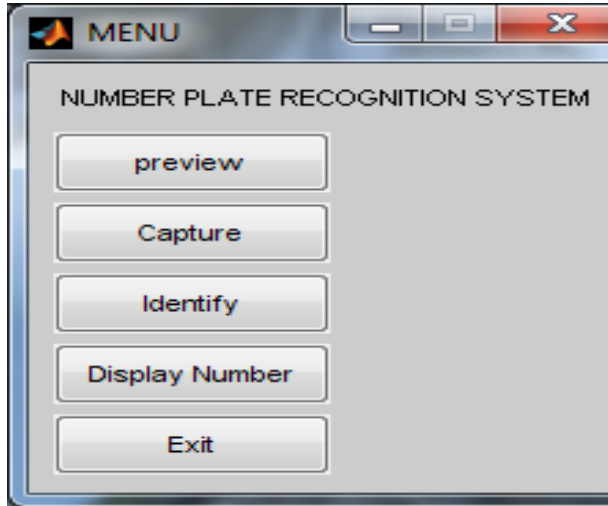 MENU
NUMBER PLATE RECOGNITION SYSTEM
preview
Capture
Identify
Display Number
Exit